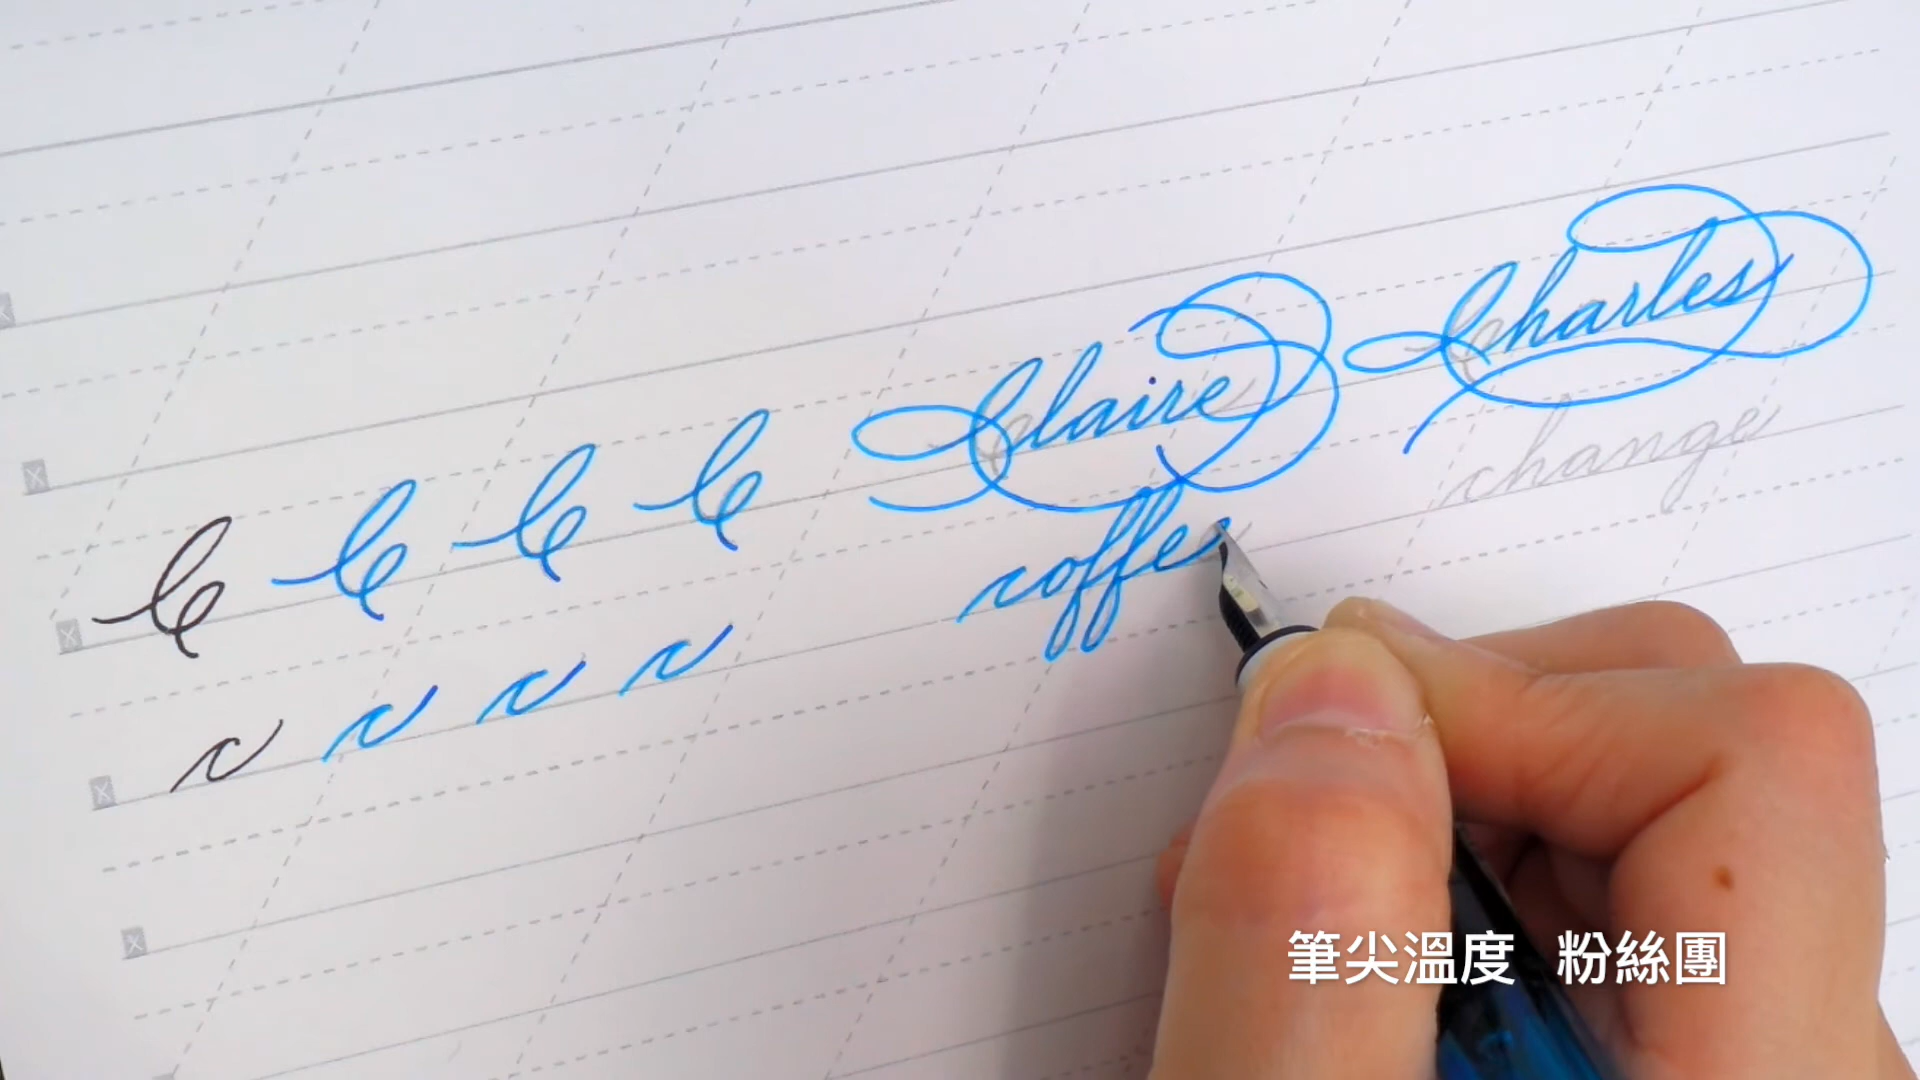 C C C C Claire Charles
c c c c coffee change
筆尖溫度 粉絲團